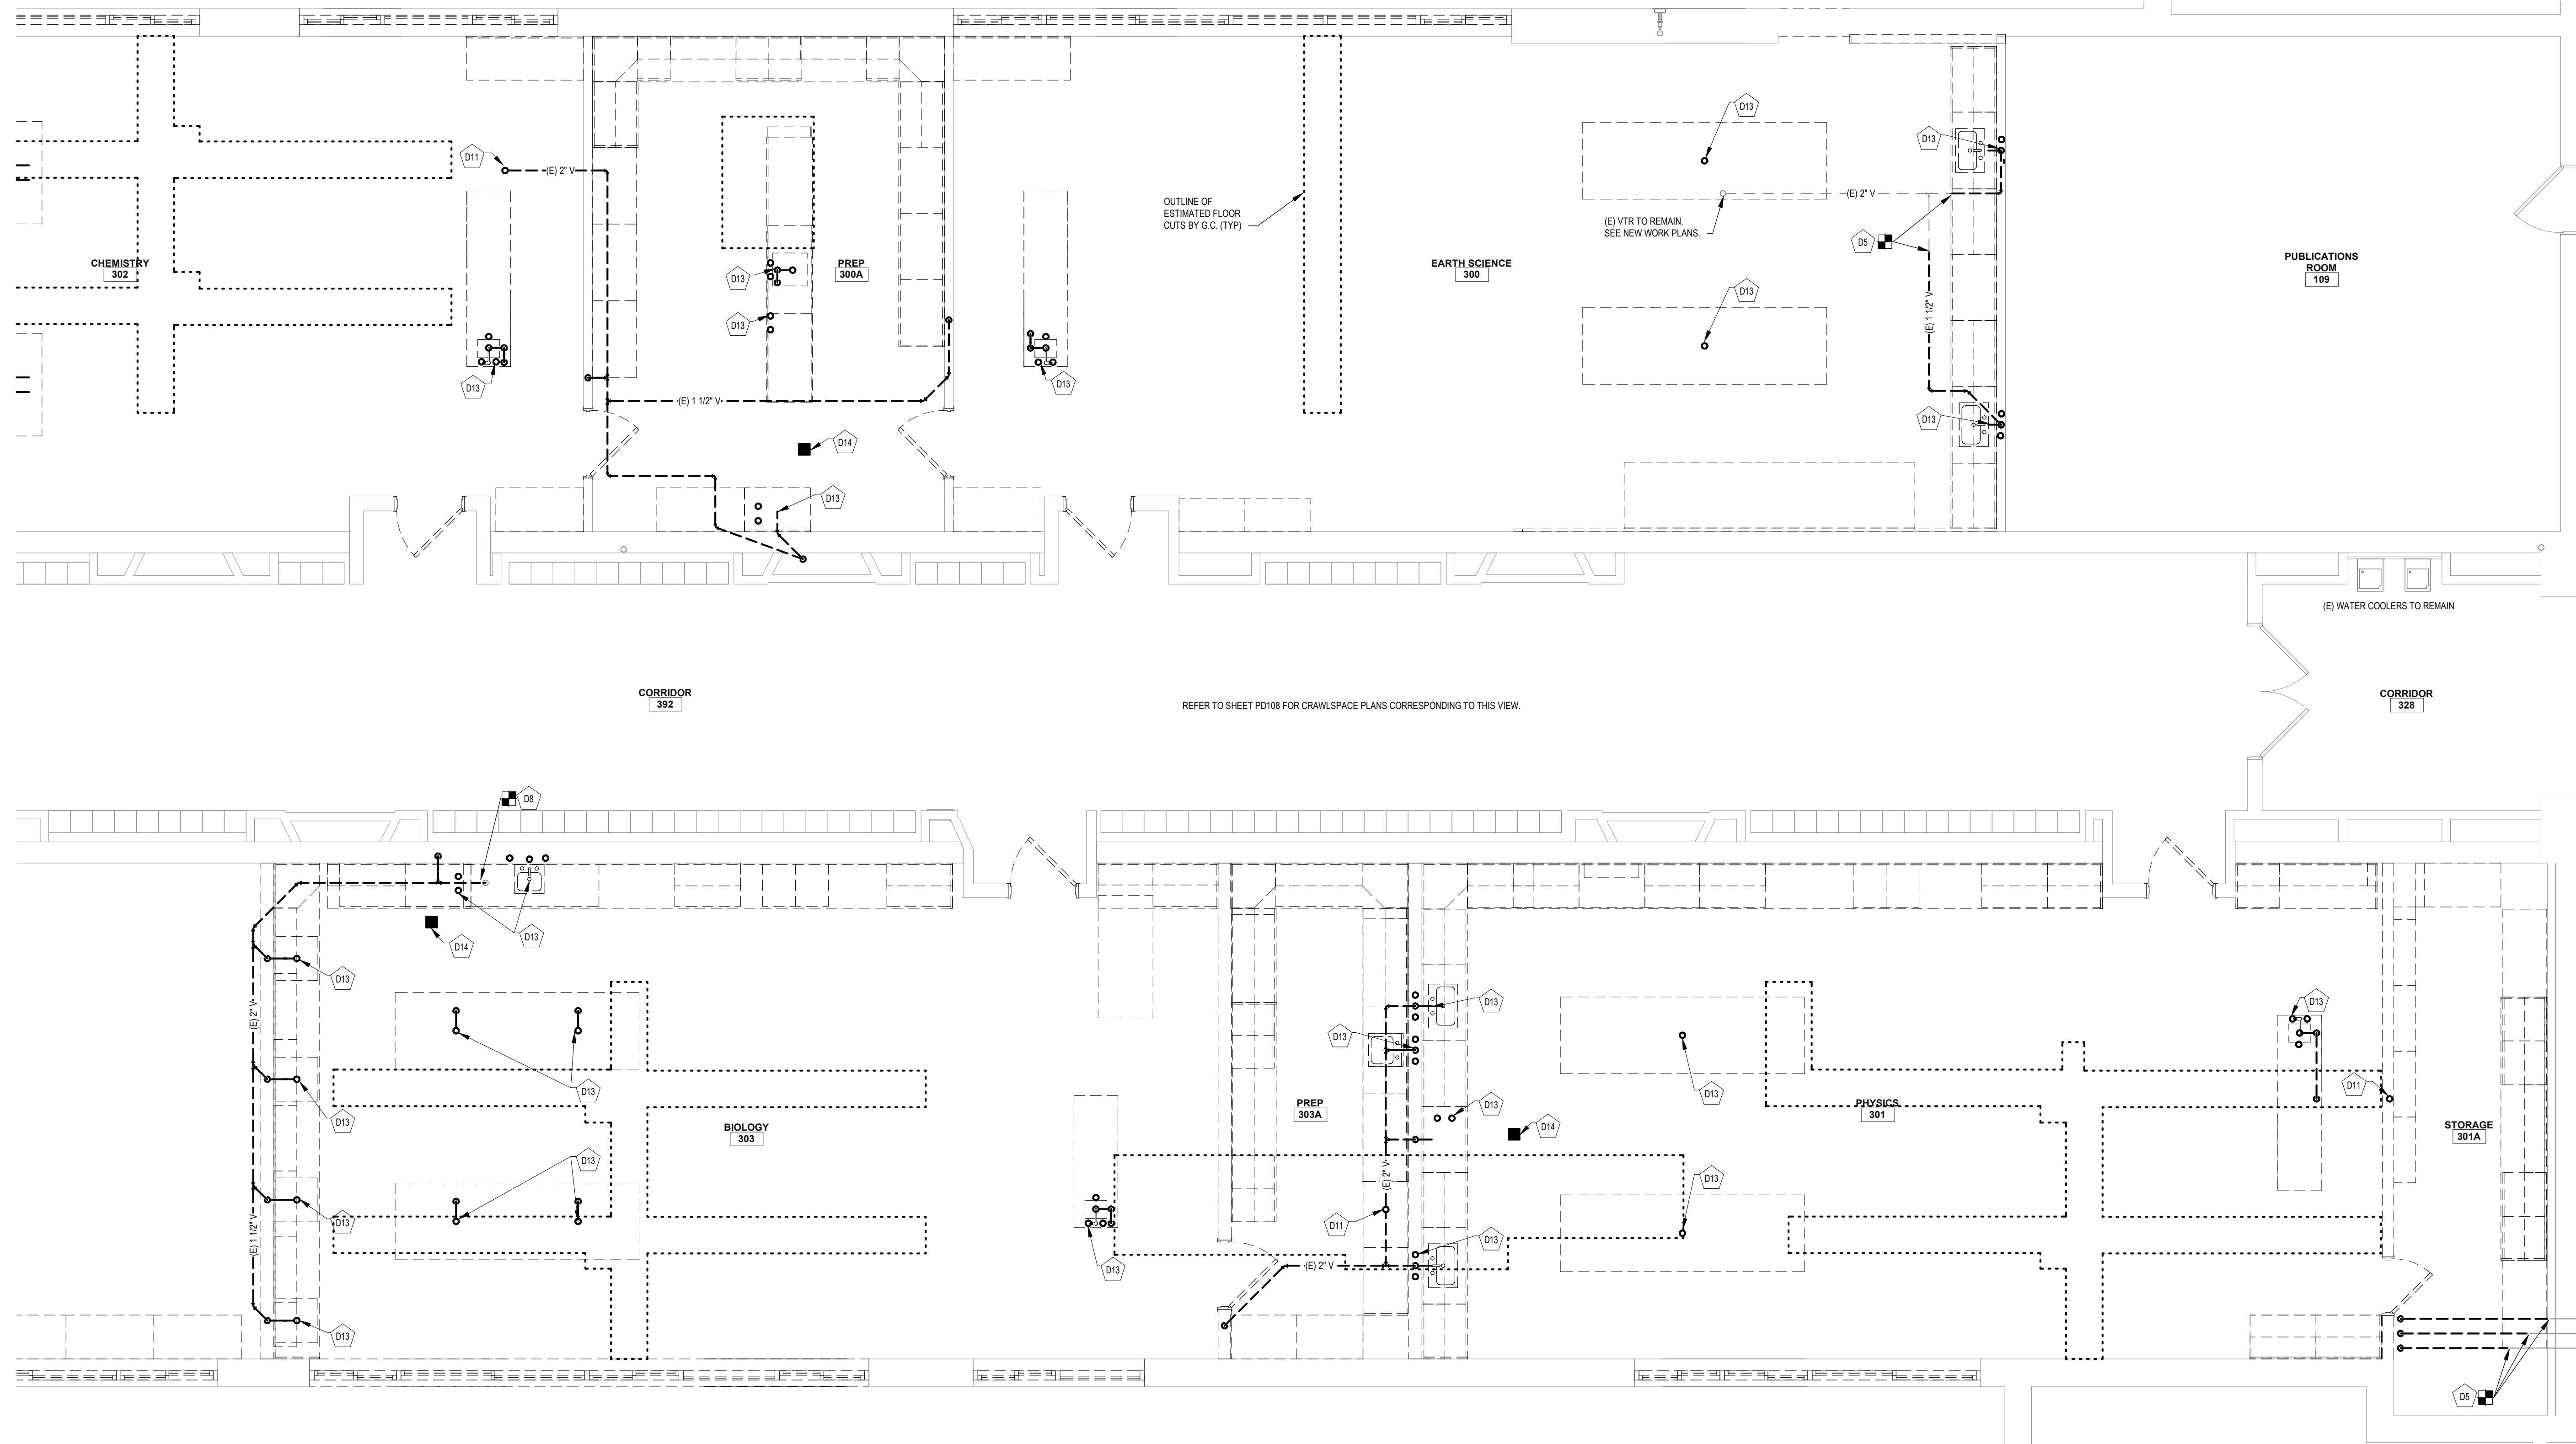 D13
D13
D11
(E) 2" V
(E) 2" V
OUTLINE OF
ESTIMATED FLOOR
CUTS BY G.C. (TYP)
(E) VTR TO REMAIN.
SEE NEW WORK PLANS.
D5
CHEMISTRY
302
D13
PREP
300A
EARTH SCIENCE
300
PUBLICATIONS
ROOM
109
D13
D13
(E) 1 1/2" V
D13
D13
(E) 1 1/2" V
D13
D14
D13
(E) WATER COOLERS TO REMAIN
CORRIDOR
392
REFER TO SHEET PD108 FOR CRAWLSPACE PLANS CORRESPONDING TO THIS VIEW.
CORRIDOR
328
D8
D13
D14
D13
(E) 2" V
D13
D13
D13
D13
D11
D13
D13
D13
PREP
303A
PHYSICS
301
D13
BIOLOGY
303
D14
STORAGE
301A
D13
(E) 2" V
D13
D13
(E) 1 1/2" V
D11
D13
D13
(E) 2" V
D13
D5